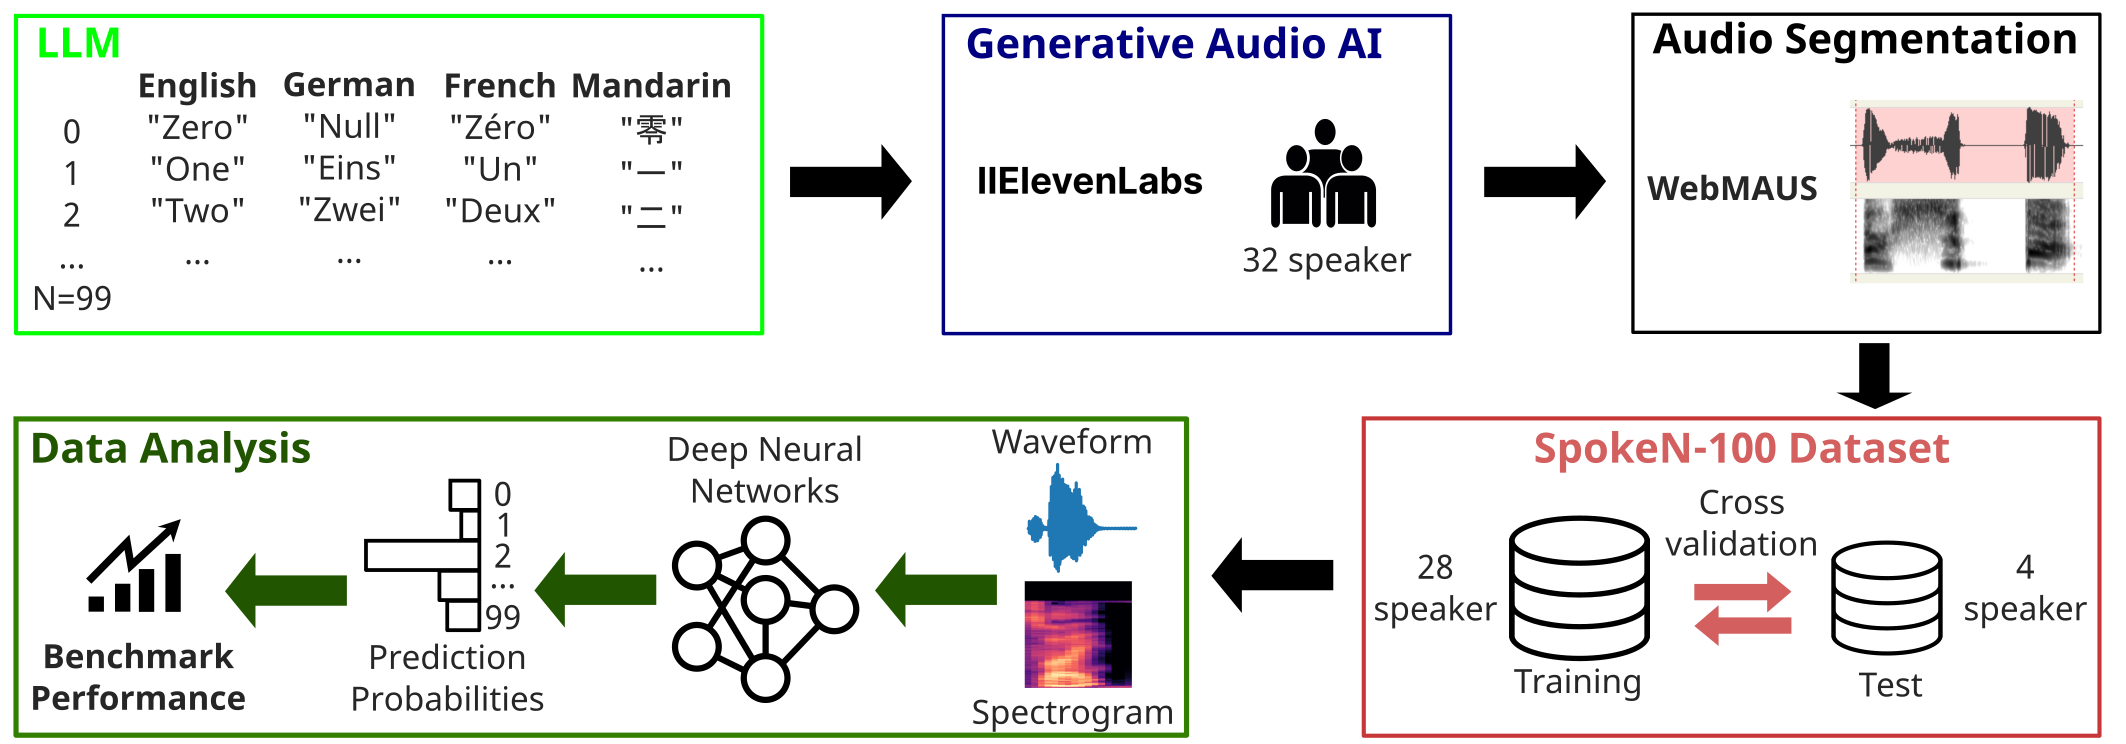 LLM
English German French Mandarin
0 "Zero" "Null" "Zéro" "零"
1 "One" "Eins" "Un" "一"
2 "Two" "Zwei" "Deux" "二"
... ... ... ... ...
N=99
Generative Audio AI
IIElevenLabs
32 speaker
Audio Segmentation
WebMAUS
SpokeN-100 Dataset
28
speaker
Training
Cross
validation
4
speaker
Test
Data Analysis
Waveform
Spectrogram
Deep Neural
Networks
0
1
2
...
99
Prediction
Probabilities
Benchmark
Performance